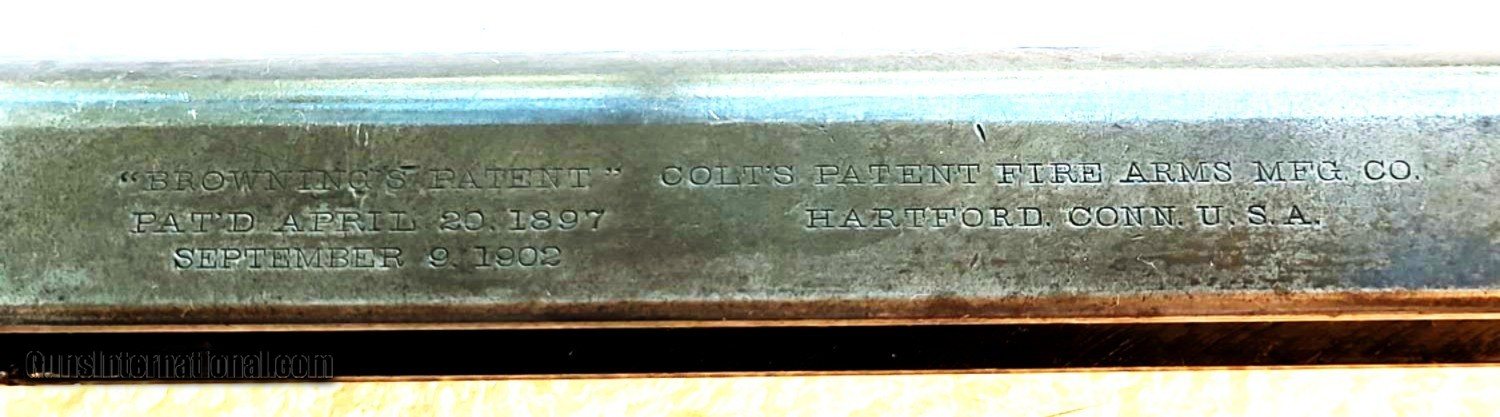 "BROWNING'S PATENT"
PAT'D APRIL 20. 1897
SEPTEMBER 9. 1902
COLT'S PATENT FIRE ARMS MFG. CO.
HARTFORD. CONN. U. S. A.
GunsInternational.com